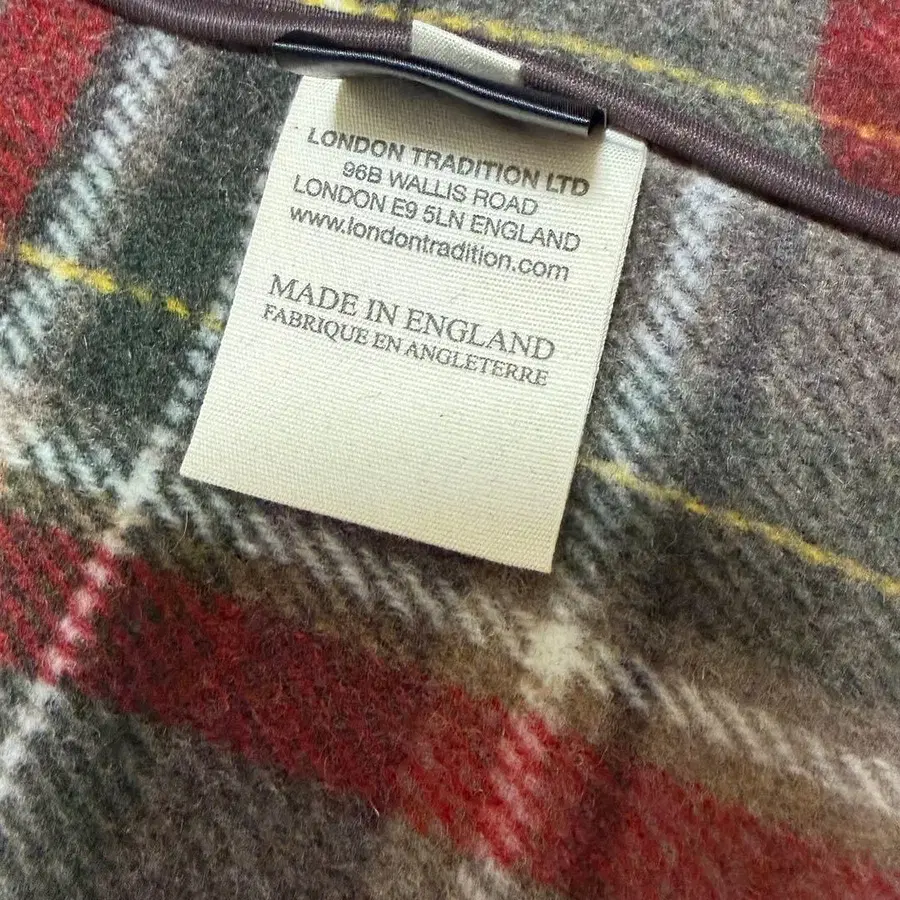 LONDON TRADITION LTD
96B WALLIS ROAD
LONDON E9 5LN ENGLAND
www.londontradition.com
MADE IN ENGLAND
FABRIQUE EN ANGLETERRE